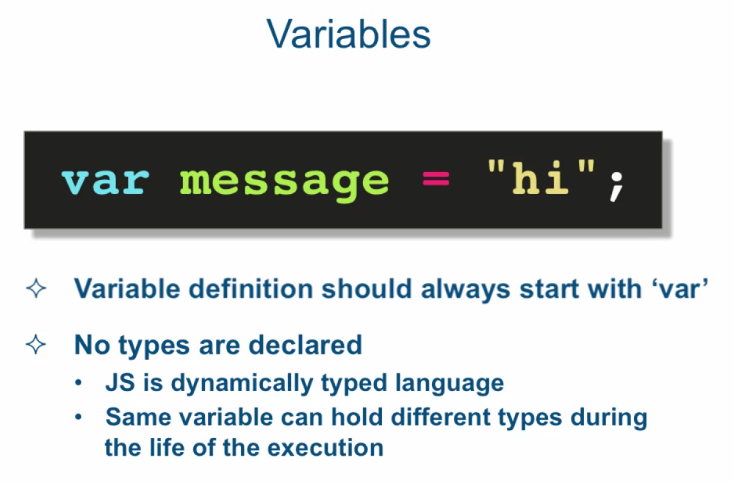 Variables
var message = "hi";
✧ Variable definition should always start with ‘var’
✧ No types are declared
• JS is dynamically typed language
• Same variable can hold different types during
the life of the execution